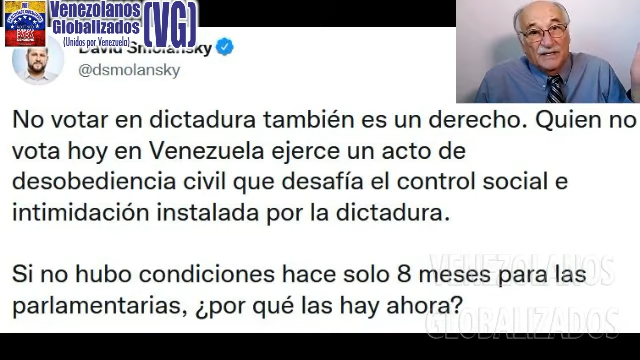 Venezolanos
Globalizados
(Unidos por Venezuela)
(VG)
David Smolansky
@dsmolansky
No votar en dictadura también es un derecho. Quien no
vota hoy en Venezuela ejerce un acto de
desobediencia civil que desafía el control social e
intimidación instalada por la dictadura.
Si no hubo condiciones hace solo 8 meses para las
parlamentarias, ¿por qué las hay ahora?
VENEZOLANOS
GLOBALIZADOS